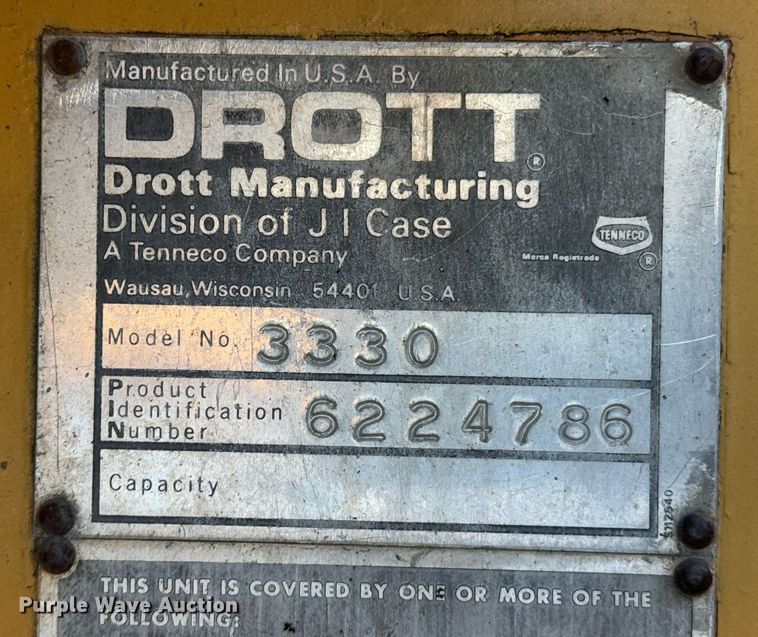 Manufactured In U.S.A. By
DROTT®
Drott Manufacturing
Division of J I Case
A Tenneco Company
TENNECO
Marca Registrada ®
Wausau, Wisconsin 54401 U.S.A.
Model No. 3330
Product
Identification 6224786
Number
Capacity
S112540
THIS UNIT IS COVERED BY ONE OR MORE OF THE
FOLLOWING:
Purple Wave Auction